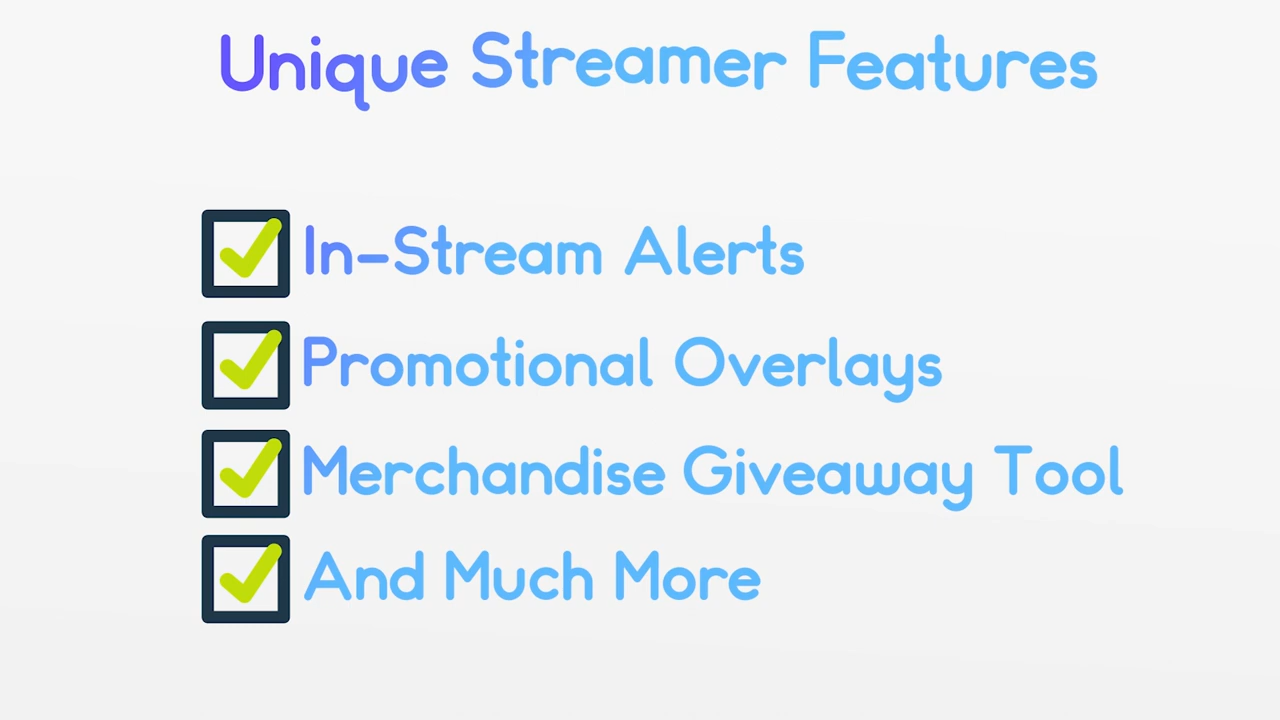 Unique Streamer Features
In-Stream Alerts
Promotional Overlays
Merchandise Giveaway Tool
And Much More